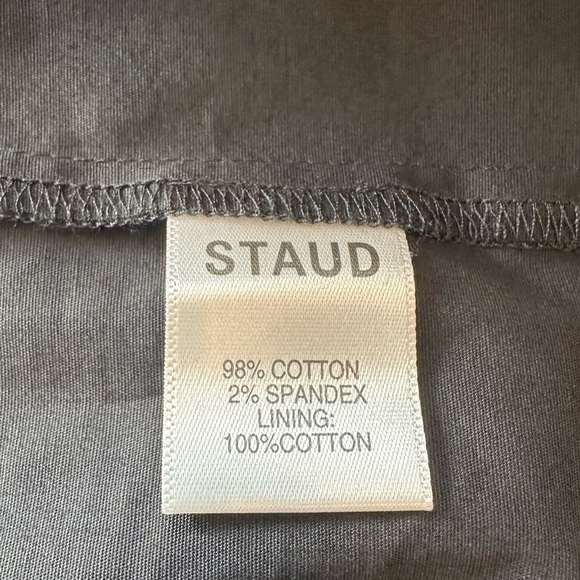 STAUD
98% COTTON
2% SPANDEX
LINING:
100%COTTON